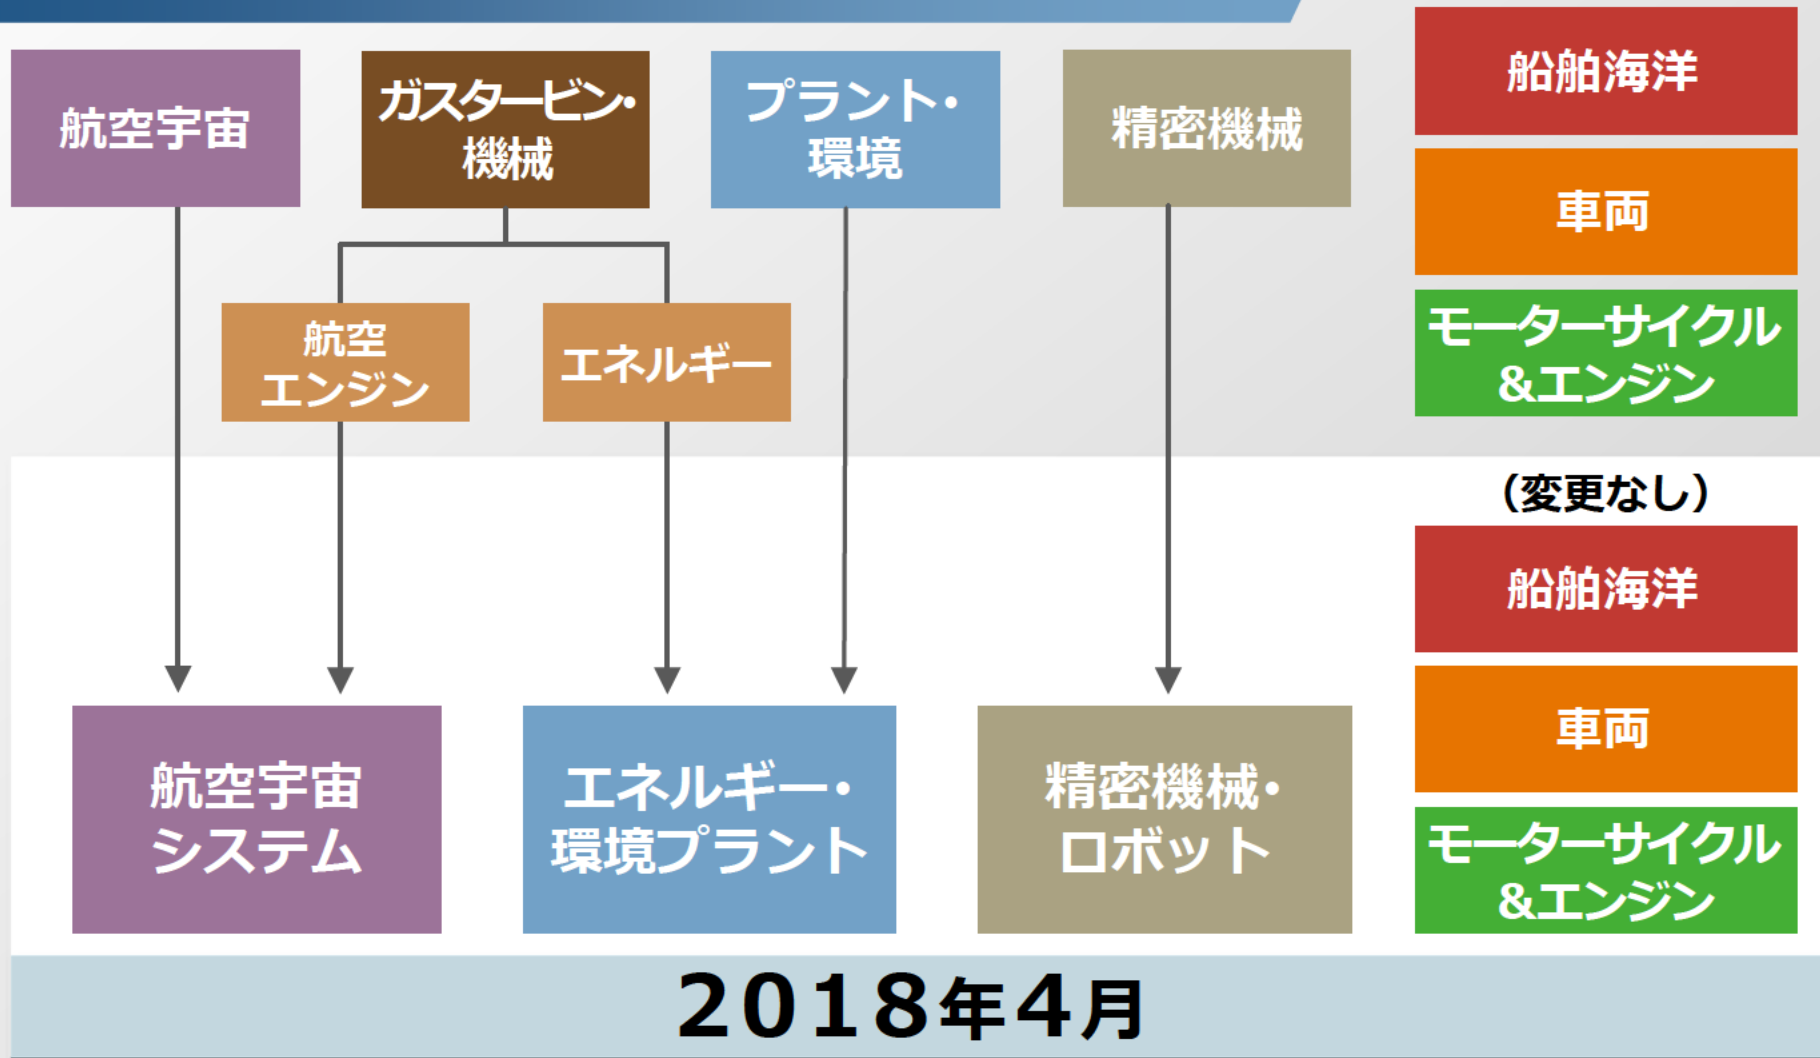 航空宇宙
ガスタービン・
機械
プラント・
環境
精密機械
船舶海洋
車両
モーターサイクル
&エンジン
航空
エンジン
エネルギー
（変更なし）
船舶海洋
車両
モーターサイクル
&エンジン
航空宇宙
システム
エネルギー・
環境プラント
精密機械・
ロボット
2018年4月